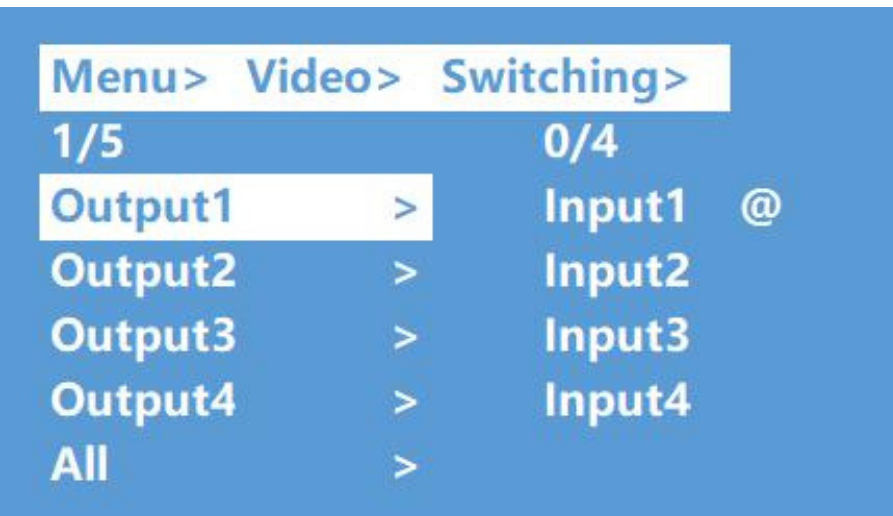 Menu> Video> Switching>
1/5 0/4
Output1 > Input1 @
Output2 > Input2
Output3 > Input3
Output4 > Input4
All >